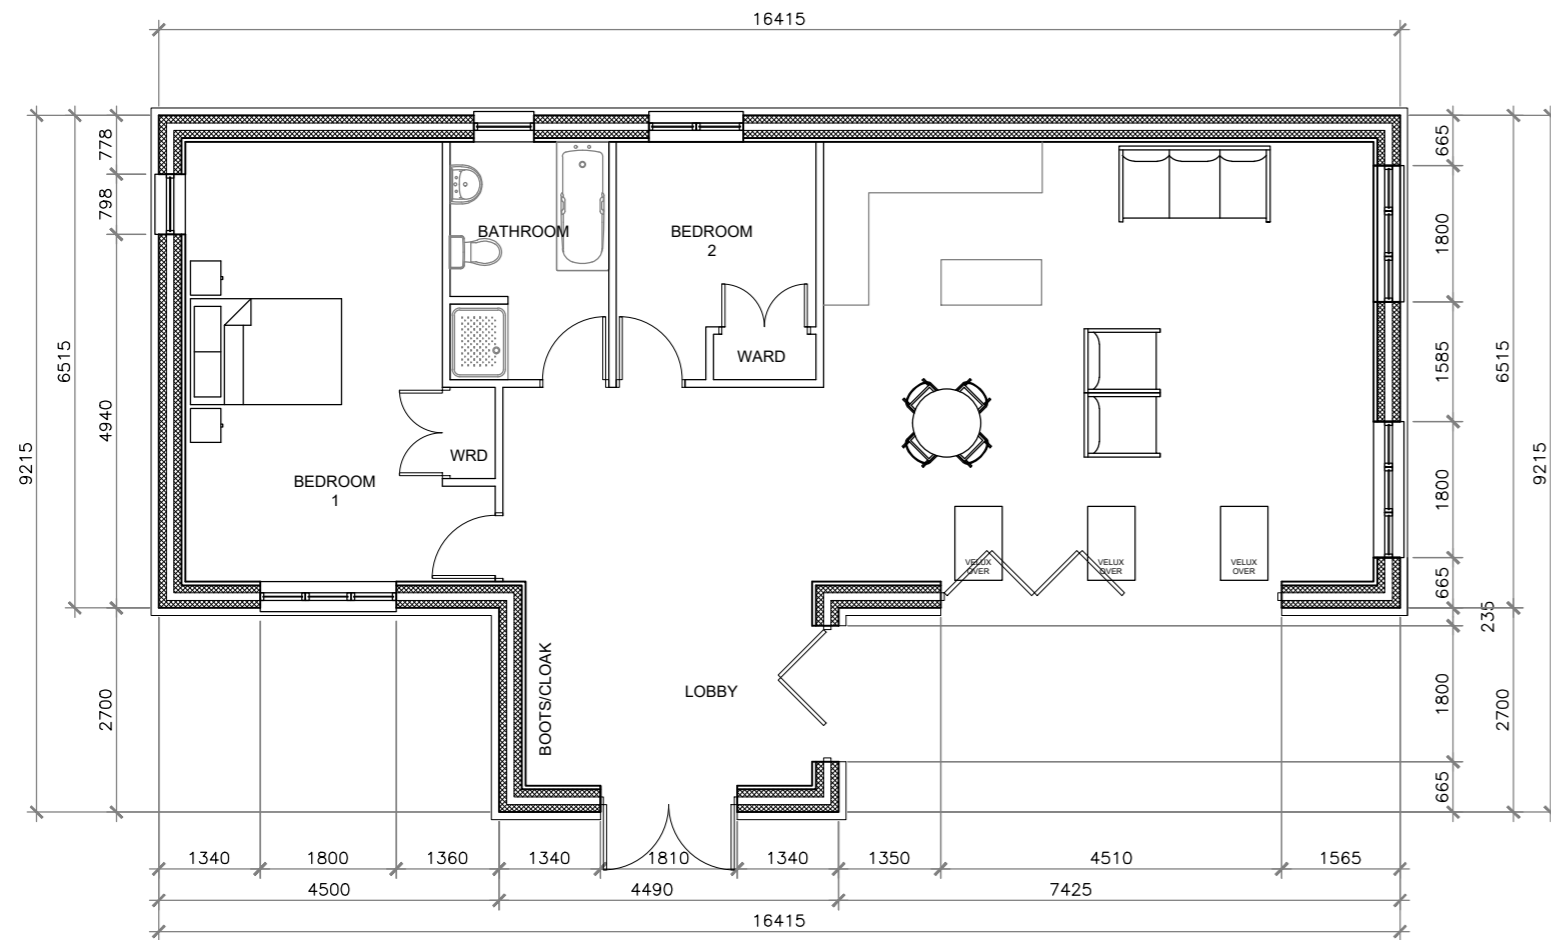 16415
778
798
4940
2700
6515
9215
665
1800
1585
1800
665
235
1800
665
6515
2700
9215
BATHROOM
BEDROOM
2
WARD
WRD
BEDROOM
1
VELUX
OVER
VELUX
OVER
VELUX
OVER
BOOTS/CLOAK
LOBBY
1340
1800
1360
1340
1810
1340
1350
4510
1565
4500
4490
7425
16415